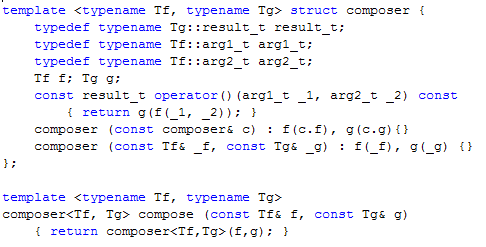 template <typename Tf, typename Tg> struct composer {
    typedef typename Tg::result_t result_t;
    typedef typename Tf::arg1_t arg1_t;
    typedef typename Tf::arg2_t arg2_t;
    Tf f; Tg g;
    const result_t operator()(arg1_t _1, arg2_t _2) const
        { return g(f(_1, _2)); }
    composer (const composer& c) : f(c.f), g(c.g){}
    composer (const Tf& _f, const Tg& _g) : f(_f), g(_g) {}
};

template <typename Tf, typename Tg>
composer<Tf, Tg> compose (const Tf& f, const Tg& g)
    { return composer<Tf,Tg>(f,g); }